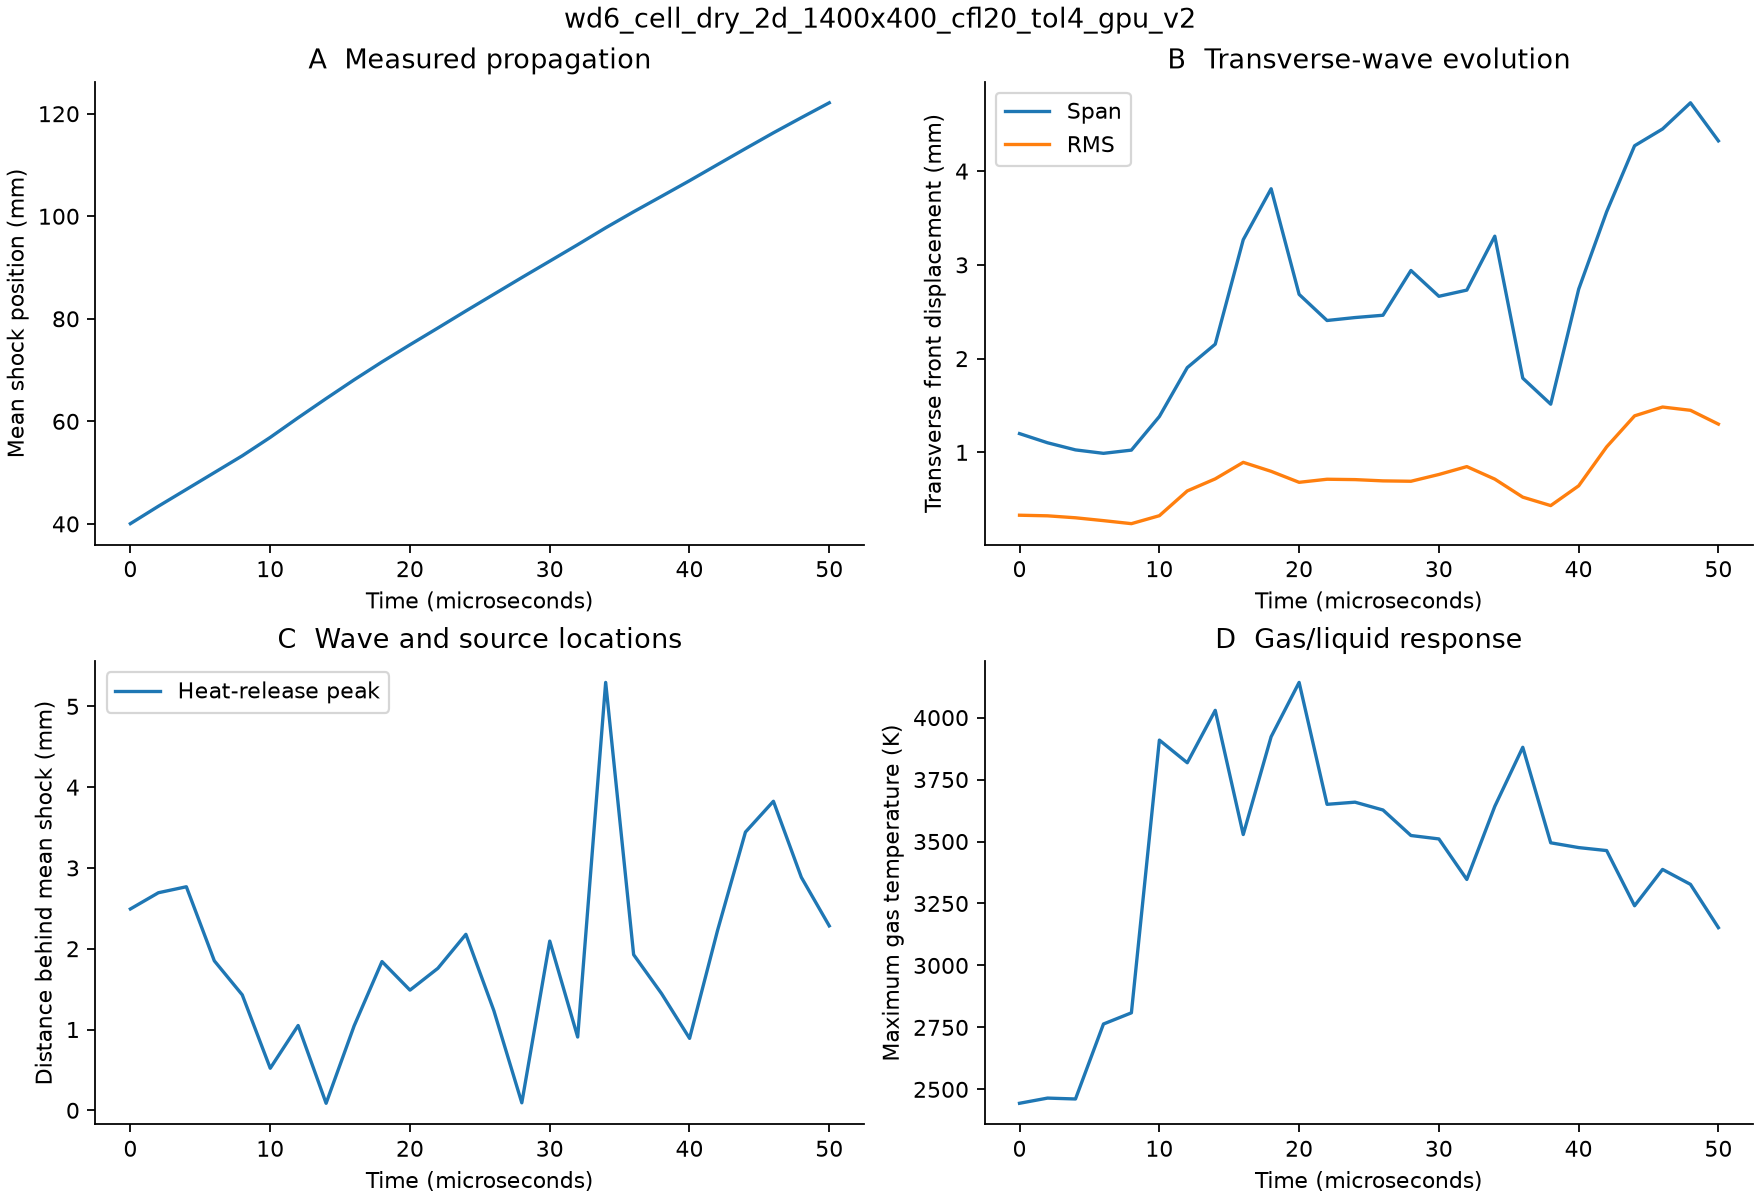 wd6_cell_dry_2d_1400x400_cfl20_tol4_gpu_v2
A  Measured propagation
Mean shock position (mm)
120
100
80
60
40
0 10 20 30 40 50
Time (microseconds)
B  Transverse-wave evolution
Span
RMS
Transverse front displacement (mm)
4
3
2
1
0 10 20 30 40 50
Time (microseconds)
C  Wave and source locations
Heat-release peak
Distance behind mean shock (mm)
5
4
3
2
1
0
0 10 20 30 40 50
Time (microseconds)
D  Gas/liquid response
Maximum gas temperature (K)
4000
3750
3500
3250
3000
2750
2500
0 10 20 30 40 50
Time (microseconds)